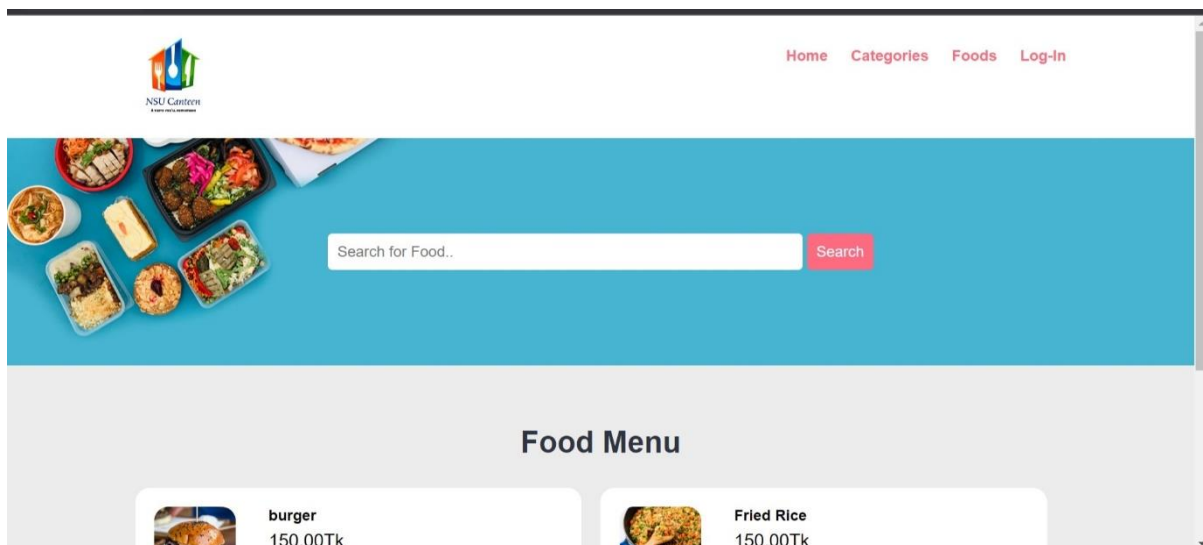 NSU Canteen
Home Categories Foods Log-In
Search for Food.. Search
Food Menu
burger
150.00Tk
Fried Rice
150.00Tk